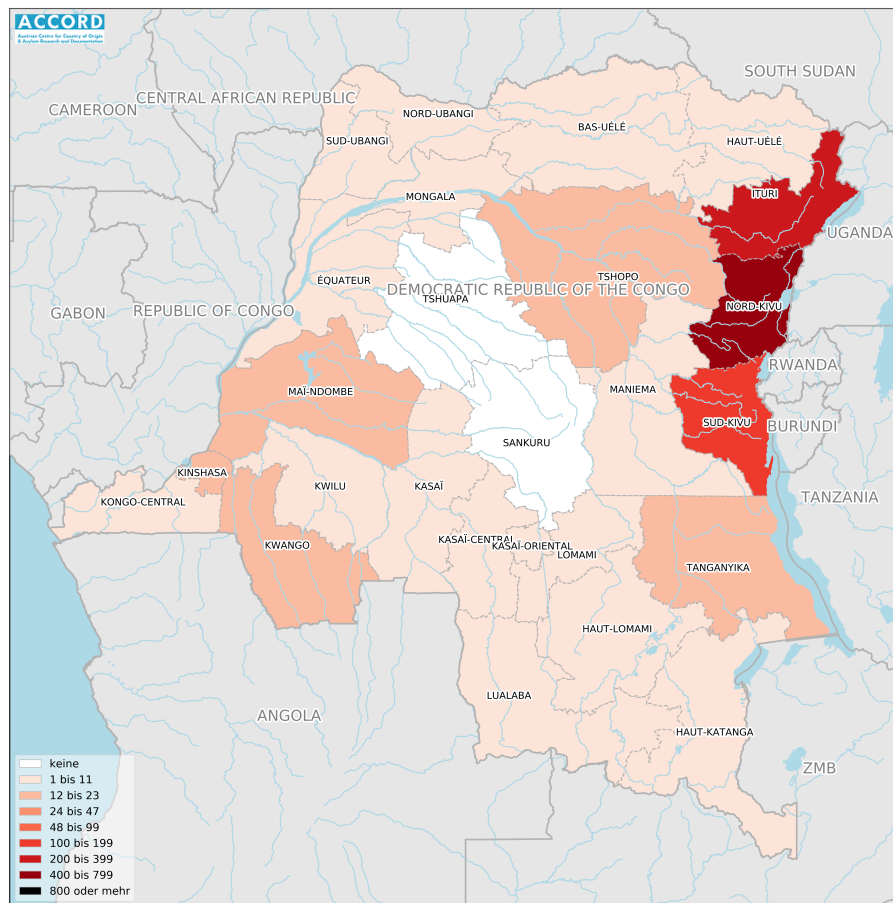 ACCORD
Austrian Centre for Country of Origin
& Asylum Research and Documentation
SOUTH SUDAN
CENTRAL AFRICAN REPUBLIC
CAMEROON
NORD-UBANGI
BAS-UÉLÉ
SUD-UBANGI
HAUT-UÉLÉ
ITURI
MONGALA
UGANDA
TSHOPO
ÉQUATEUR
DEMOCRATIC REPUBLIC OF THE CONGO
TSHUAPA
NORD-KIVU
GABON
REPUBLIC OF CONGO
RWANDA
MANIEMA
MAÏ-NDOMBE
SUD-KIVU
BURUNDI
SANKURU
KINSHASA
KWILU
KASAÏ
TANZANIA
KONGO-CENTRAL
KASAÏ-CENTRAL
KWANGO
KASAÏ-ORIENTAL
LOMAMI
TANGANYIKA
HAUT-LOMAMI
LUALABA
ANGOLA
HAUT-KATANGA
ZMB
keine
1 bis 11
12 bis 23
24 bis 47
48 bis 99
100 bis 199
200 bis 399
400 bis 799
800 oder mehr